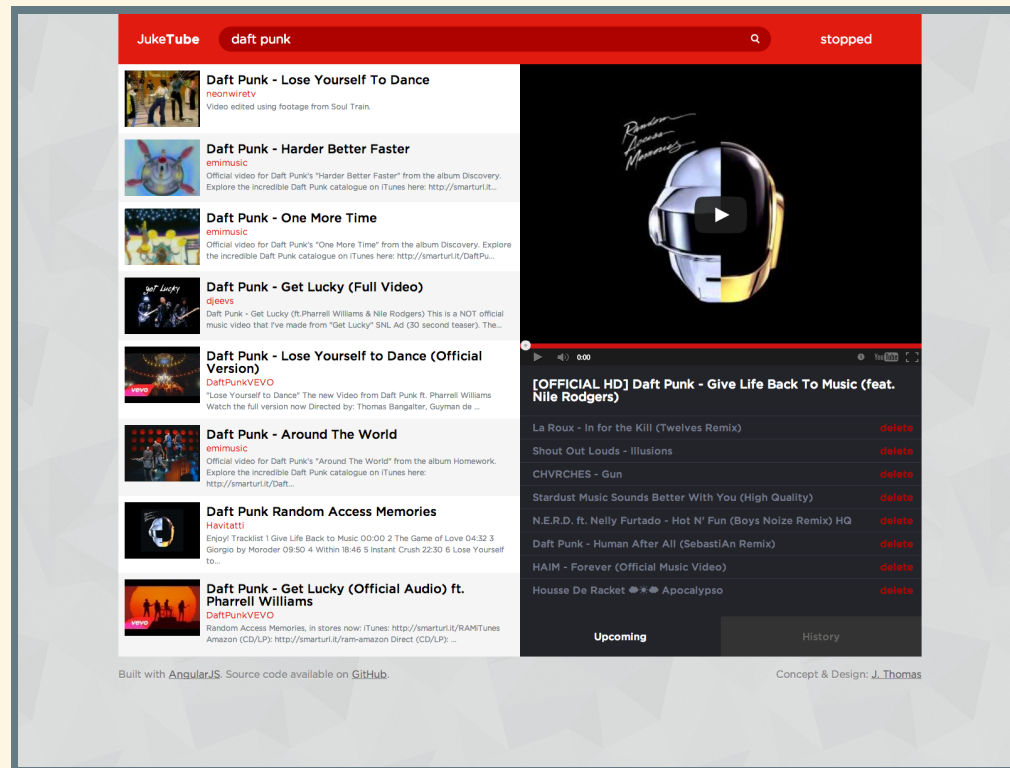 JukeTube
daft punk
stopped
Daft Punk - Lose Yourself To Dance
neonwiretv
Video edited using footage from Soul Train.
Daft Punk - Harder Better Faster
emimusic
Official video for Daft Punk's "Harder Better Faster" from the album Discovery.
Explore the incredible Daft Punk catalogue on iTunes here: http://smarturl.it...
Daft Punk - One More Time
emimusic
Official video for Daft Punk's "One More Time" from the album Discovery. Explore
the incredible Daft Punk catalogue on iTunes here: http://smarturl.it/DaftPu...
got Lucky
Daft Punk - Get Lucky (Full Video)
djeevs
Daft Punk - Get Lucky (ft.Pharrell Williams & Nile Rodgers) This is a NOT official
music video that I've made from "Get Lucky" SNL Ad (30 second teaser). The...
vevo
Daft Punk - Lose Yourself to Dance (Official
Version)
DaftPunkVEVO
"Lose Yourself to Dance" The new Video from Daft Punk ft. Pharrell Williams
Watch the full version now Directed by: Thomas Bangalter, Guyman de ...
Daft Punk - Around The World
emimusic
Official video for Daft Punk's "Around The World" from the album Homework.
Explore the incredible Daft Punk catalogue on iTunes here:
http://smarturl.it/Daft...
Daft Punk Random Access Memories
Havitatti
Enjoy! Tracklist 1 Give Life Back to Music 00:00 2 The Game of Love 04:32 3
Giorgio by Moroder 09:50 4 Within 18:46 5 Instant Crush 22:30 6 Lose Yourself
to...
vevo
Daft Punk - Get Lucky (Official Audio) ft.
Pharrell Williams
DaftPunkVEVO
Random Access Memories, in stores now: iTunes: http://smarturl.it/RAMiTunes
Amazon (CD/LP): http://smarturl.it/ram-amazon Direct (CD/LP): ...
Random
Access
Memories
0:00
YouTube
[OFFICIAL HD] Daft Punk - Give Life Back To Music (feat.
Nile Rodgers)
La Roux - In for the Kill (Twelves Remix) delete
Shout Out Louds - Illusions delete
CHVRCHES - Gun delete
Stardust Music Sounds Better With You (High Quality) delete
N.E.R.D. ft. Nelly Furtado - Hot N' Fun (Boys Noize Remix) HQ delete
Daft Punk - Human After All (SebastiAn Remix) delete
HAIM - Forever (Official Music Video) delete
Housse De Racket ☁☀☁ Apocalypso delete
Upcoming
History
Built with AngularJS. Source code available on GitHub.
Concept & Design: J. Thomas